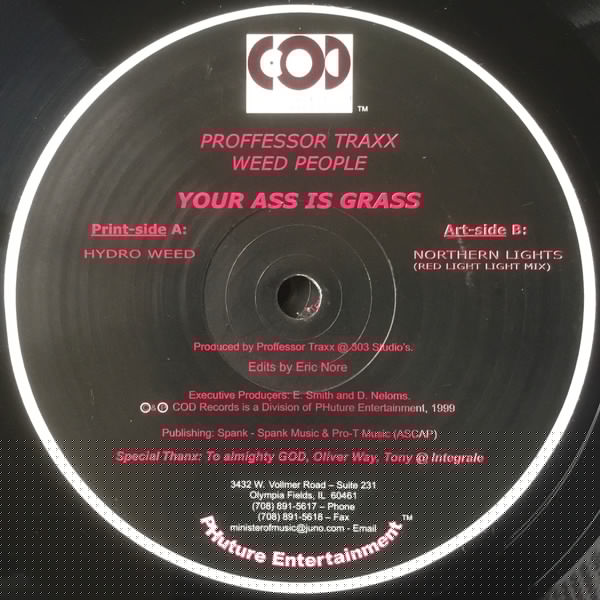 COD
TM
PROFFESSOR TRAXX
WEED PEOPLE
YOUR ASS IS GRASS
Print-side A:
HYDRO WEED
Art-side B:
NORTHERN LIGHTS
(RED LIGHT LIGHT MIX)
Produced by Proffessor Traxx @ 303 Studio's.
Edits by Eric Nore
Executive Producers: E. Smith and D. Neloms.
©&℗ COD Records is a Division of PHuture Entertainment, 1999
Publishing: Spank - Spank Music & Pro-T Music (ASCAP)
Special Thanx: To almighty GOD, Oliver Way, Tony @ Integrale
3432 W. Vollmer Road – Suite 231
Olympia Fields, IL 60461
(708) 891-5617 – Phone
(708) 891-5618 – Fax
ministerofmusic@juno.com - Email
PHuture Entertainment TM